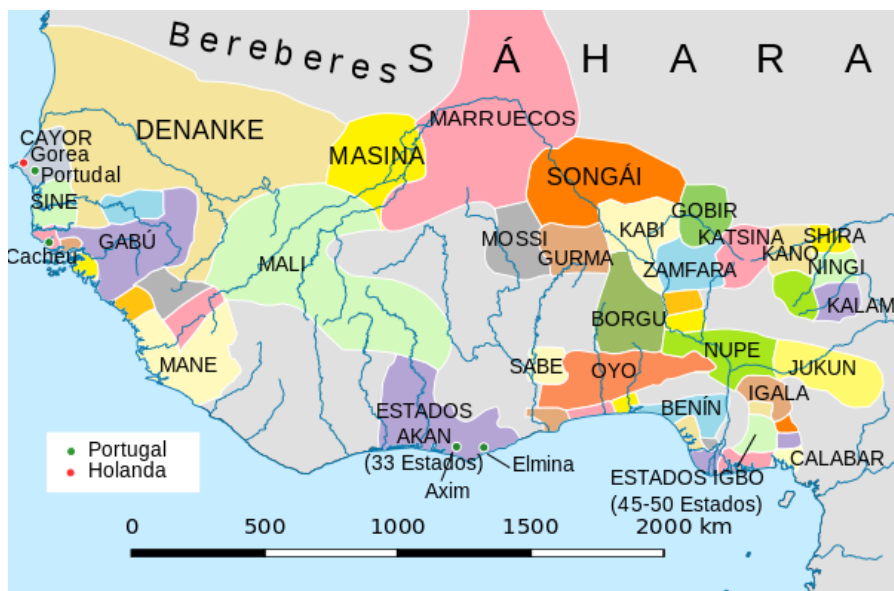 Bereberes
SÁHARA
MARRUECOS
DENANKE
CAYOR
Gorea
Portudal
MASINA
SONGÁI
SINE
GOBIR
KABI
GABÚ
MOSSI
KATSINA
SHIRA
Cacheu
GURMA
KANO
MALI
ZAMFARA
NINGI
KALAM
BORGU
NUPE
MANE
SABE
OYO
JUKUN
IGALA
ESTADOS
AKAN
(33 Estados)
BENÍN
Portugal
Holanda
Elmina
CALABAR
Axim
ESTADOS IGBO
(45-50 Estados)
0 500 1000 1500 2000 km